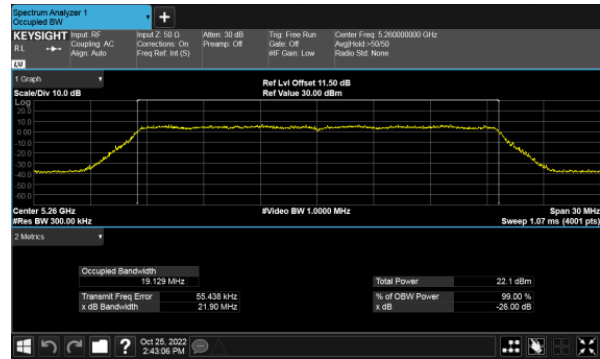 Spectrum Analyzer 1
Occupied BW
+
KEYSIGHT
RL
Input: RF
Coupling: AC
Align: Auto
Input Z: 50 Ω
Corrections: On
Freq Ref: Int (S)
Atten: 30 dB
Preamp: Off
Trig: Free Run
Gate: Off
#IF Gain: Low
Center Freq: 5.260000000 GHz
Avg|Hold:>50/50
Radio Std: None
LXI
1 Graph
Scale/Div 10.0 dB
Ref Lvl Offset 11.50 dB
Ref Value 30.00 dBm
Log
20.0
10.0
0.00
-10.0
-20.0
-30.0
-40.0
-50.0
-60.0
Center 5.26 GHz
#Res BW 300.00 kHz
#Video BW 1.0000 MHz
Span 30 MHz
Sweep 1.07 ms (4001 pts)
2 Metrics
Occupied Bandwidth
19.129 MHz
Total Power 22.1 dBm
Transmit Freq Error 55.438 kHz
% of OBW Power 99.00 %
x dB Bandwidth 21.90 MHz
x dB -26.00 dB
?
Oct 25, 2022
2:43:06 PM